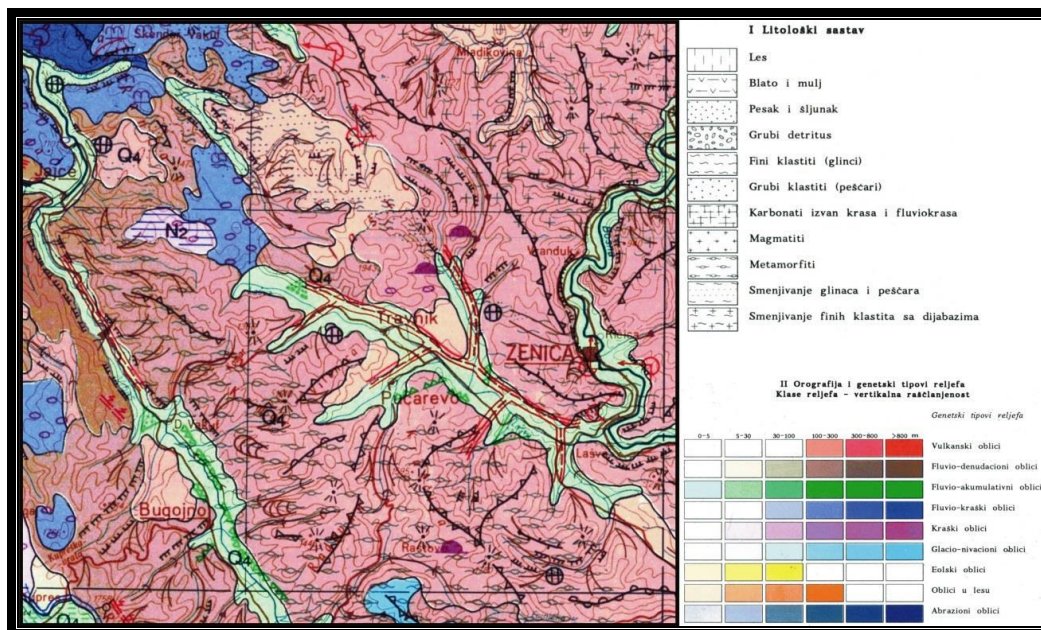 Skender Vakuf
Mladikovina
Q4
Jajce
N2
Vranduk
Q4
Travnik
ZENICA
Pucarevo
Q4
D. Vakuf
Lašva
Bugojno
Rastovo
Q4
Q4
I Litološki sastav
Les
Blato i mulj
Pesak i šljunak
Grubi detritus
Fini klastiti (glinci)
Grubi klastiti (peščari)
Karbonati izvan krasa i fluviokrasa
Magmatiti
Metamorfiti
Smenjivanje glinaca i peščara
Smenjivanje finih klastita sa dijabazima
II Orografija i genetski tipovi reljefa
Klase reljefa - vertikalna raščlanjenost
Genetski tipovi reljefa
0-5 5-30 30-100 100-300 300-800 >800 m
Vulkanski oblici
Fluvio-denudacioni oblici
Fluvio-akumulativni oblici
Fluvio-kraški oblici
Kraški oblici
Glacio-nivacioni oblici
Eolski oblici
Oblici u lesu
Abrazioni oblici